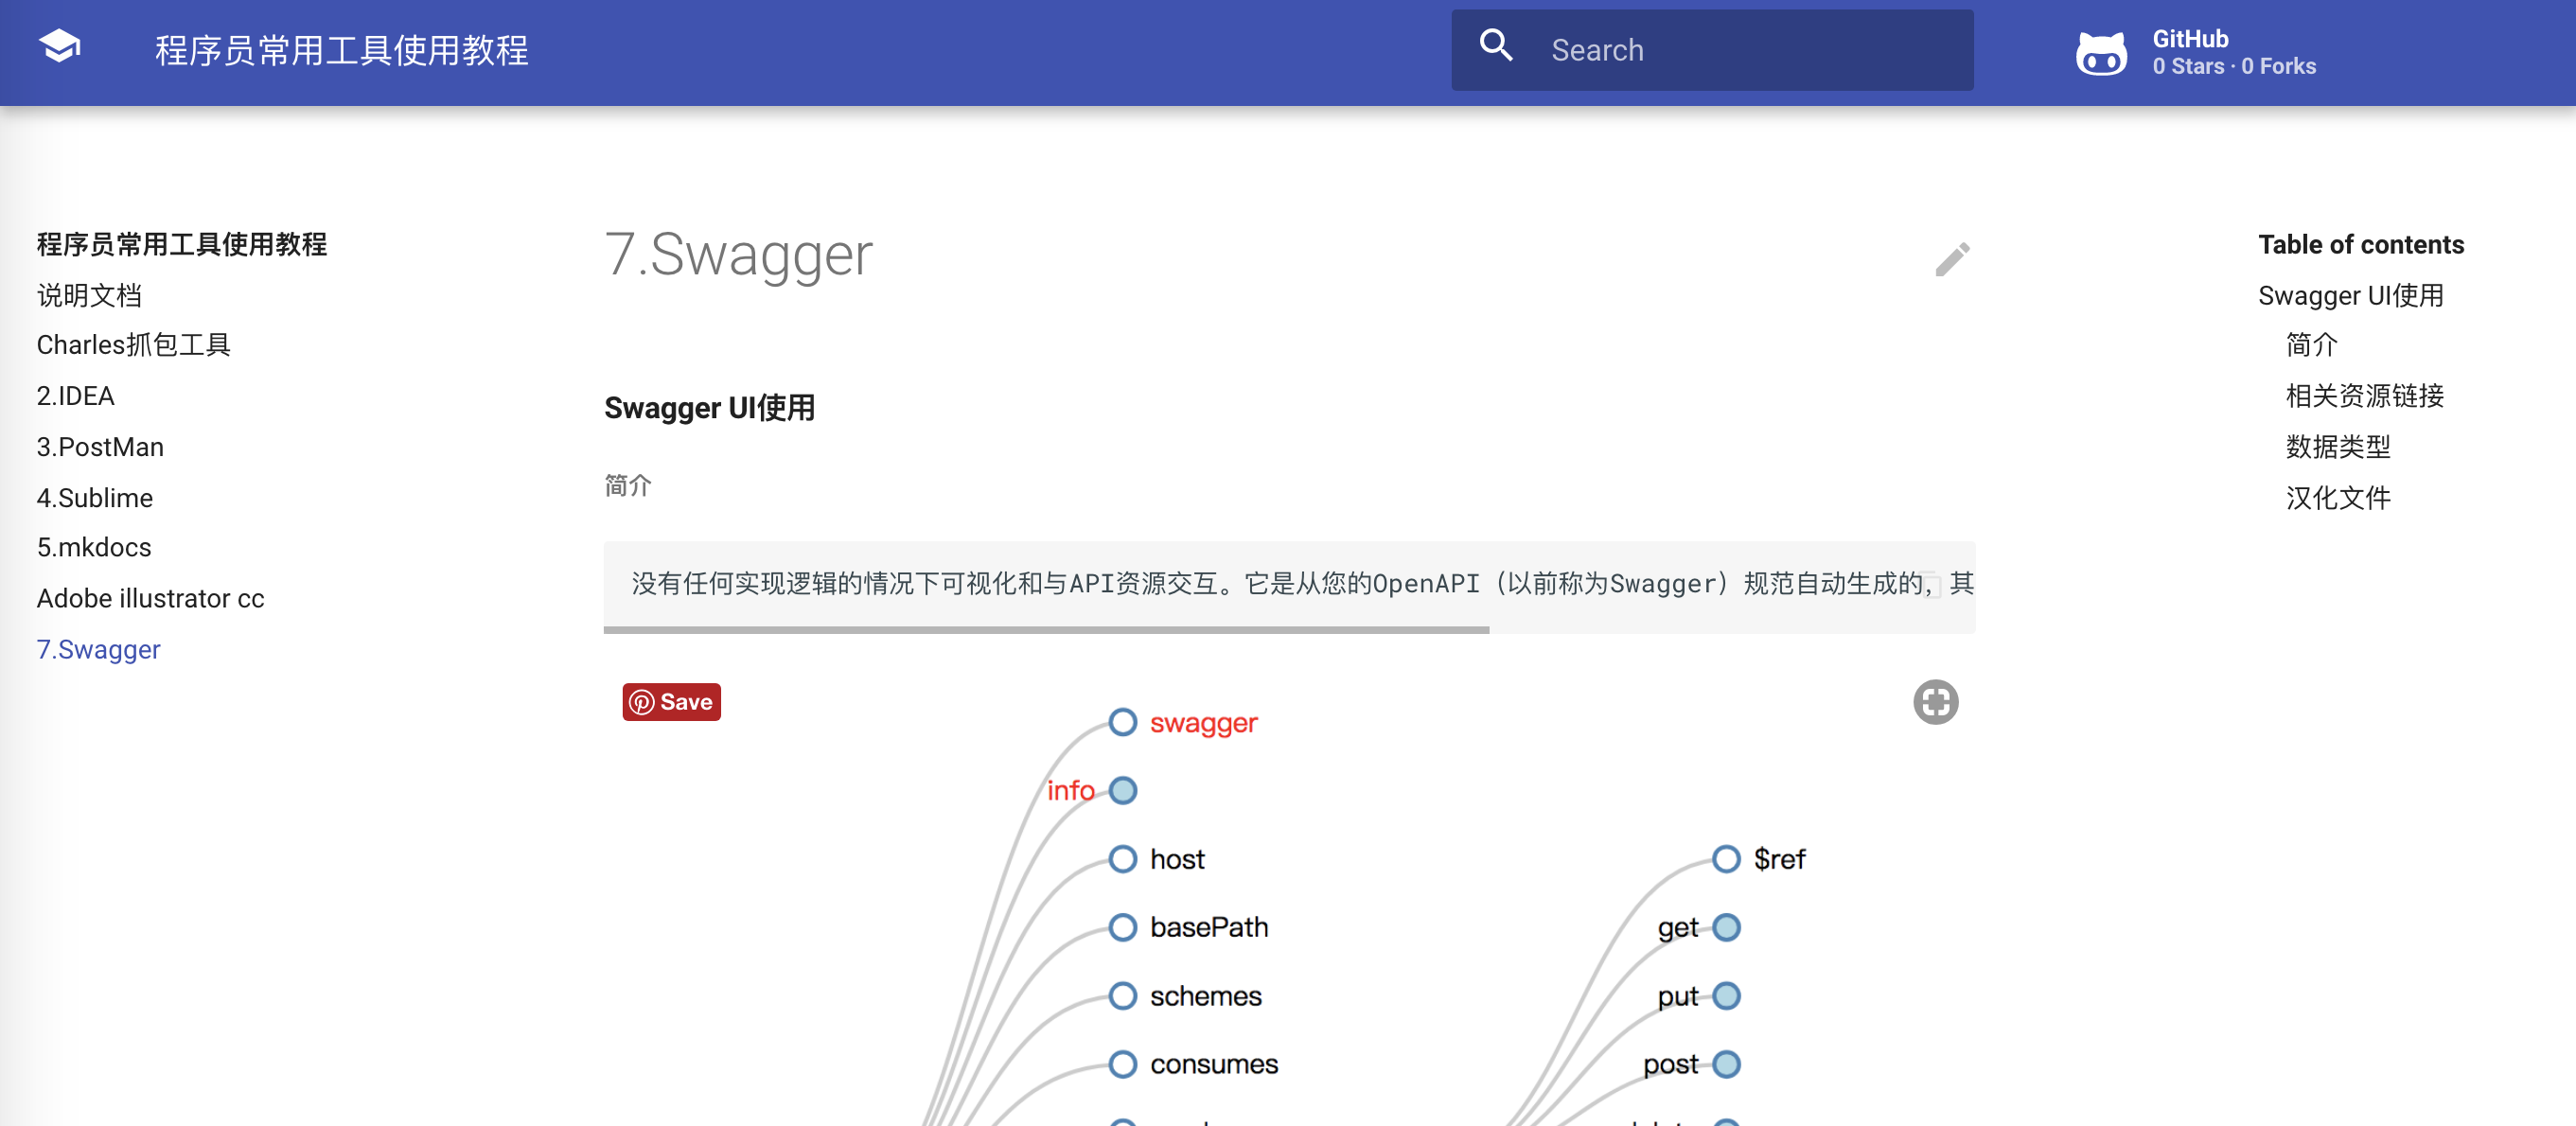 程序员常用工具使用教程
Search
GitHub
0 Stars · 0 Forks
程序员常用工具使用教程
说明文档
Charles抓包工具
2.IDEA
3.PostMan
4.Sublime
5.mkdocs
Adobe illustrator cc
7.Swagger
7.Swagger
Swagger UI使用
简介
没有任何实现逻辑的情况下可视化和与API资源交互。它是从您的OpenAPI（以前称为Swagger）规范自动生成的，其
Save
swagger
info
host
basePath
schemes
consumes
$ref
get
put
post
Table of contents
Swagger UI使用
简介
相关资源链接
数据类型
汉化文件